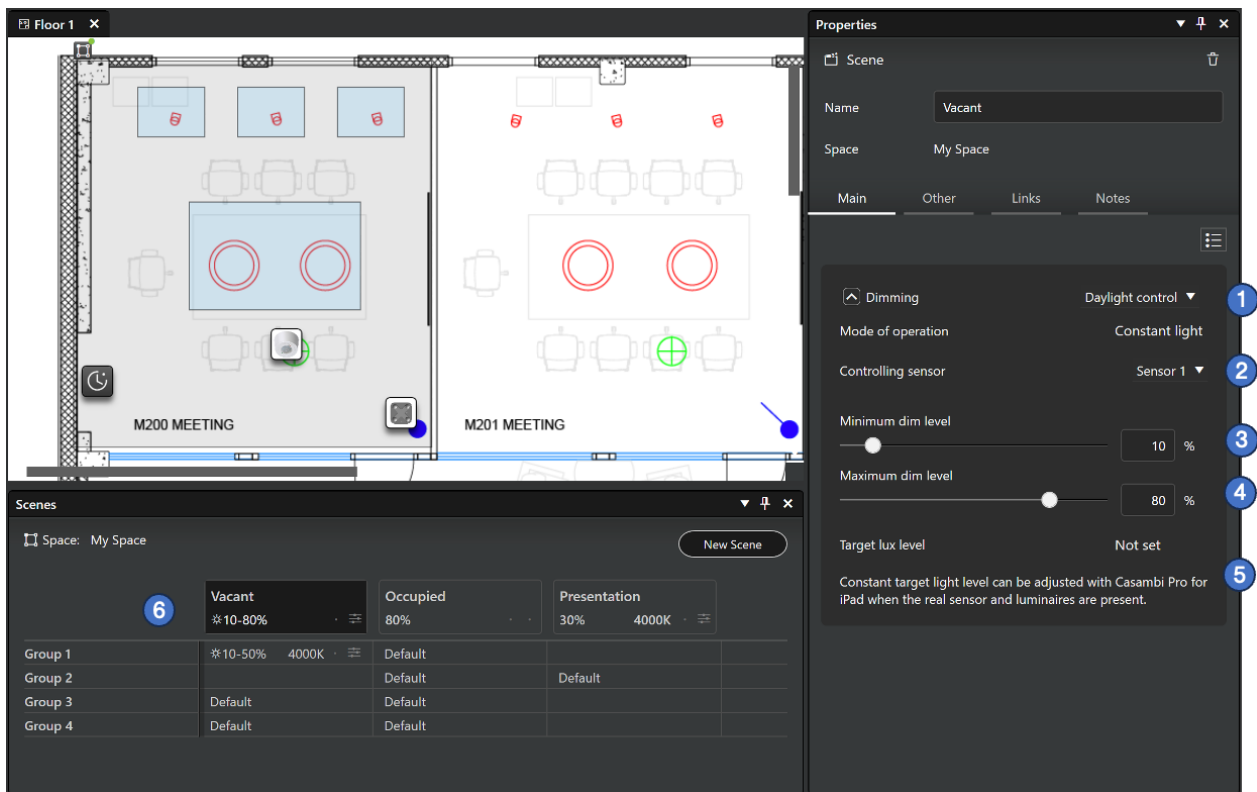 Floor 1
M200 MEETING
M201 MEETING
Scenes
Space: My Space
New Scene
6
Vacant
10-80%
Occupied
80%
Presentation
30% 4000K
Group 1 10-50% 4000K Default
Group 2 Default Default
Group 3 Default Default
Group 4 Default Default
Properties
Scene
Name Vacant
Space My Space
Main Other Links Notes
Dimming Daylight control 1
Mode of operation Constant light
Controlling sensor Sensor 1 2
Minimum dim level
10 % 3
Maximum dim level
80 % 4
Target lux level Not set
Constant target light level can be adjusted with Casambi Pro for 5
iPad when the real sensor and luminaires are present.